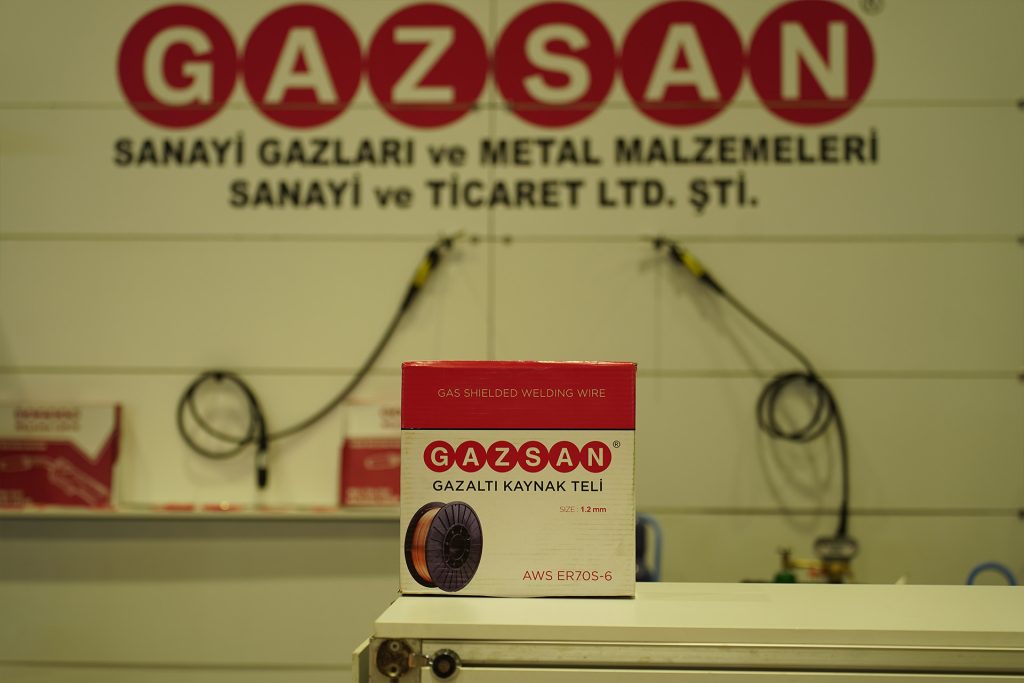 GAZSAN®
SANAYİ GAZLARI ve METAL MALZEMELERİ
SANAYİ ve TİCARET LTD. ŞTİ.
GAS SHIELDED WELDING WIRE
GAZSAN®
GAZALTI KAYNAK TELİ
SIZE : 1.2 mm
AWS ER70S-6